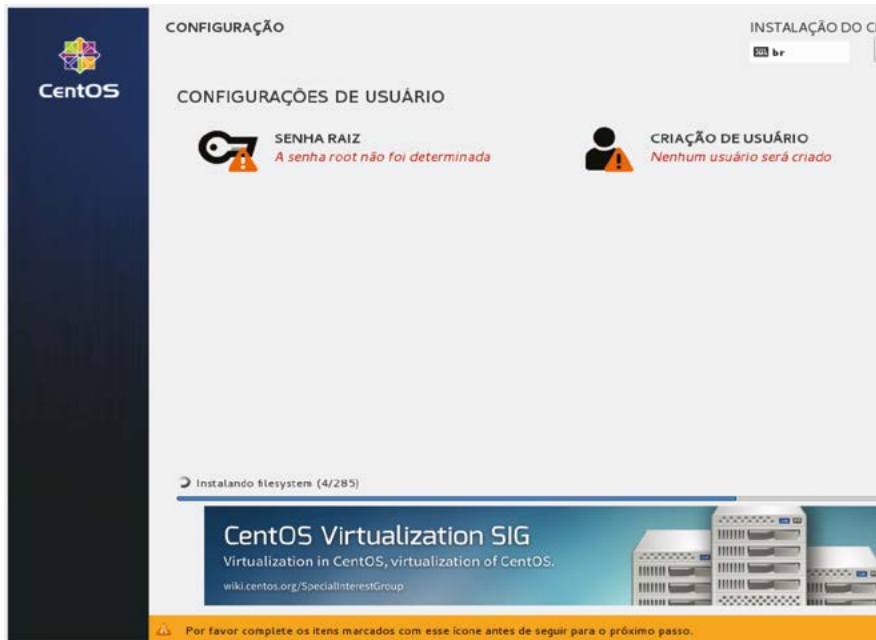 CentOS
CONFIGURAÇÃO
INSTALAÇÃO DO C
br
CONFIGURAÇÕES DE USUÁRIO
SENHA RAIZ
A senha root não foi determinada
CRIAÇÃO DE USUÁRIO
Nenhum usuário será criado
Instalando filesystem (4/285)
CentOS Virtualization SIG
Virtualization in CentOS, virtualization of CentOS.
wiki.centos.org/SpecialInterestGroup
Por favor complete os itens marcados com esse ícone antes de seguir para o próximo passo.